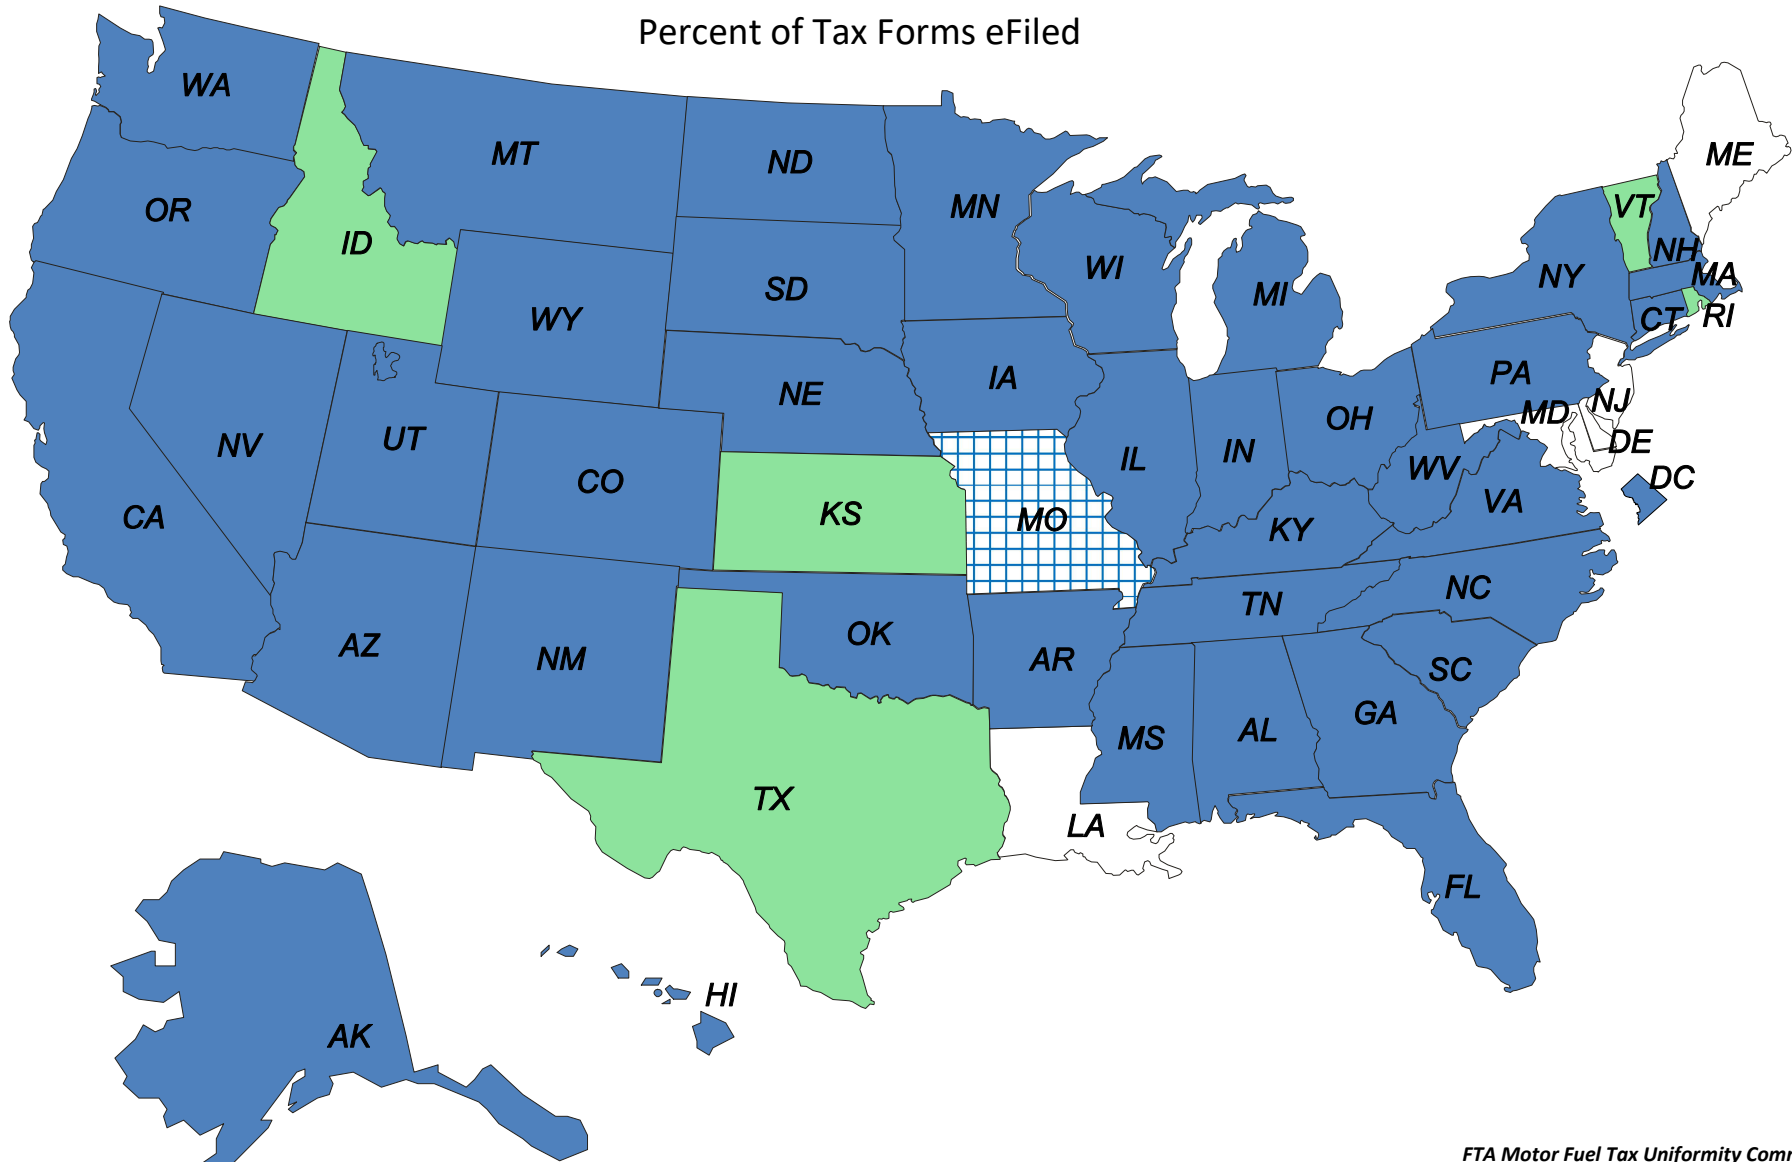 Percent of Tax Forms eFiled
WA
MT
ND
MN
ME
OR
ID
VT
NH
WI
MI
NY
MA
SD
WY
CT
RI
IA
PA
NE
NJ
MD
OH
DE
NV
UT
IL
IN
WV
DC
CO
CA
KS
MO
VA
KY
NC
TN
AZ
NM
OK
AR
SC
GA
MS
AL
TX
LA
FL
HI
AK
FTA Motor Fuel Tax Uniformity Comm